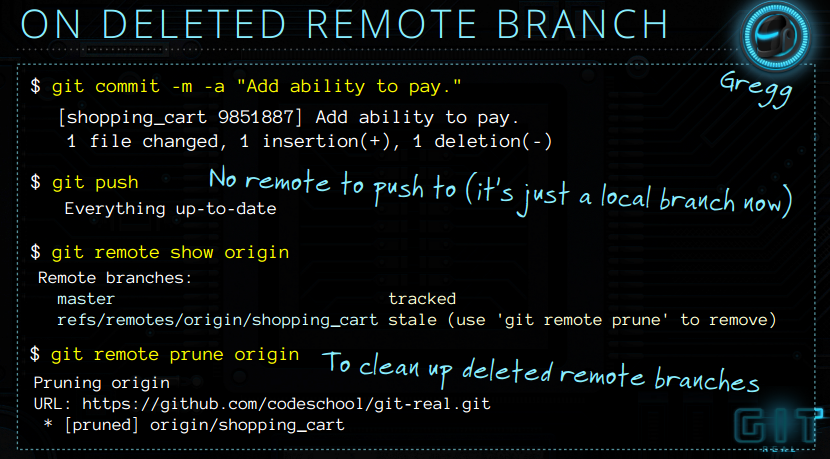 ON DELETED REMOTE BRANCH
$ git commit -m -a "Add ability to pay."
Gregg
[shopping_cart 9851887] Add ability to pay.
1 file changed, 1 insertion(+), 1 deletion(-)
$ git push
No remote to push to (it's just a local branch now)
Everything up-to-date
$ git remote show origin
Remote branches:
master tracked
refs/remotes/origin/shopping_cart stale (use 'git remote prune' to remove)
$ git remote prune origin
To clean up deleted remote branches
Pruning origin
URL: https://github.com/codeschool/git-real.git
* [pruned] origin/shopping_cart
GIT
REAL